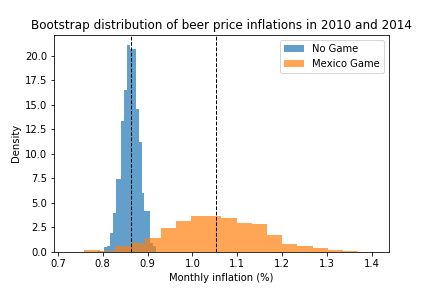 Bootstrap distribution of beer price inflations in 2010 and 2014
No Game
Mexico Game
Density
20.0
17.5
15.0
12.5
10.0
7.5
5.0
2.5
0.0
0.7 0.8 0.9 1.0 1.1 1.2 1.3 1.4
Monthly inflation (%)